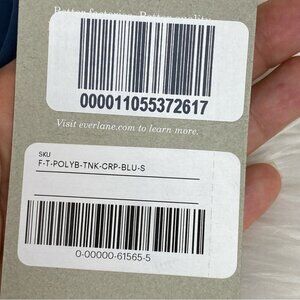 000011055372617
Visit everlane.com to learn more.
SKU
F-T-POLYB-TNK-CRP-BLU-S
0-00000-61565-5